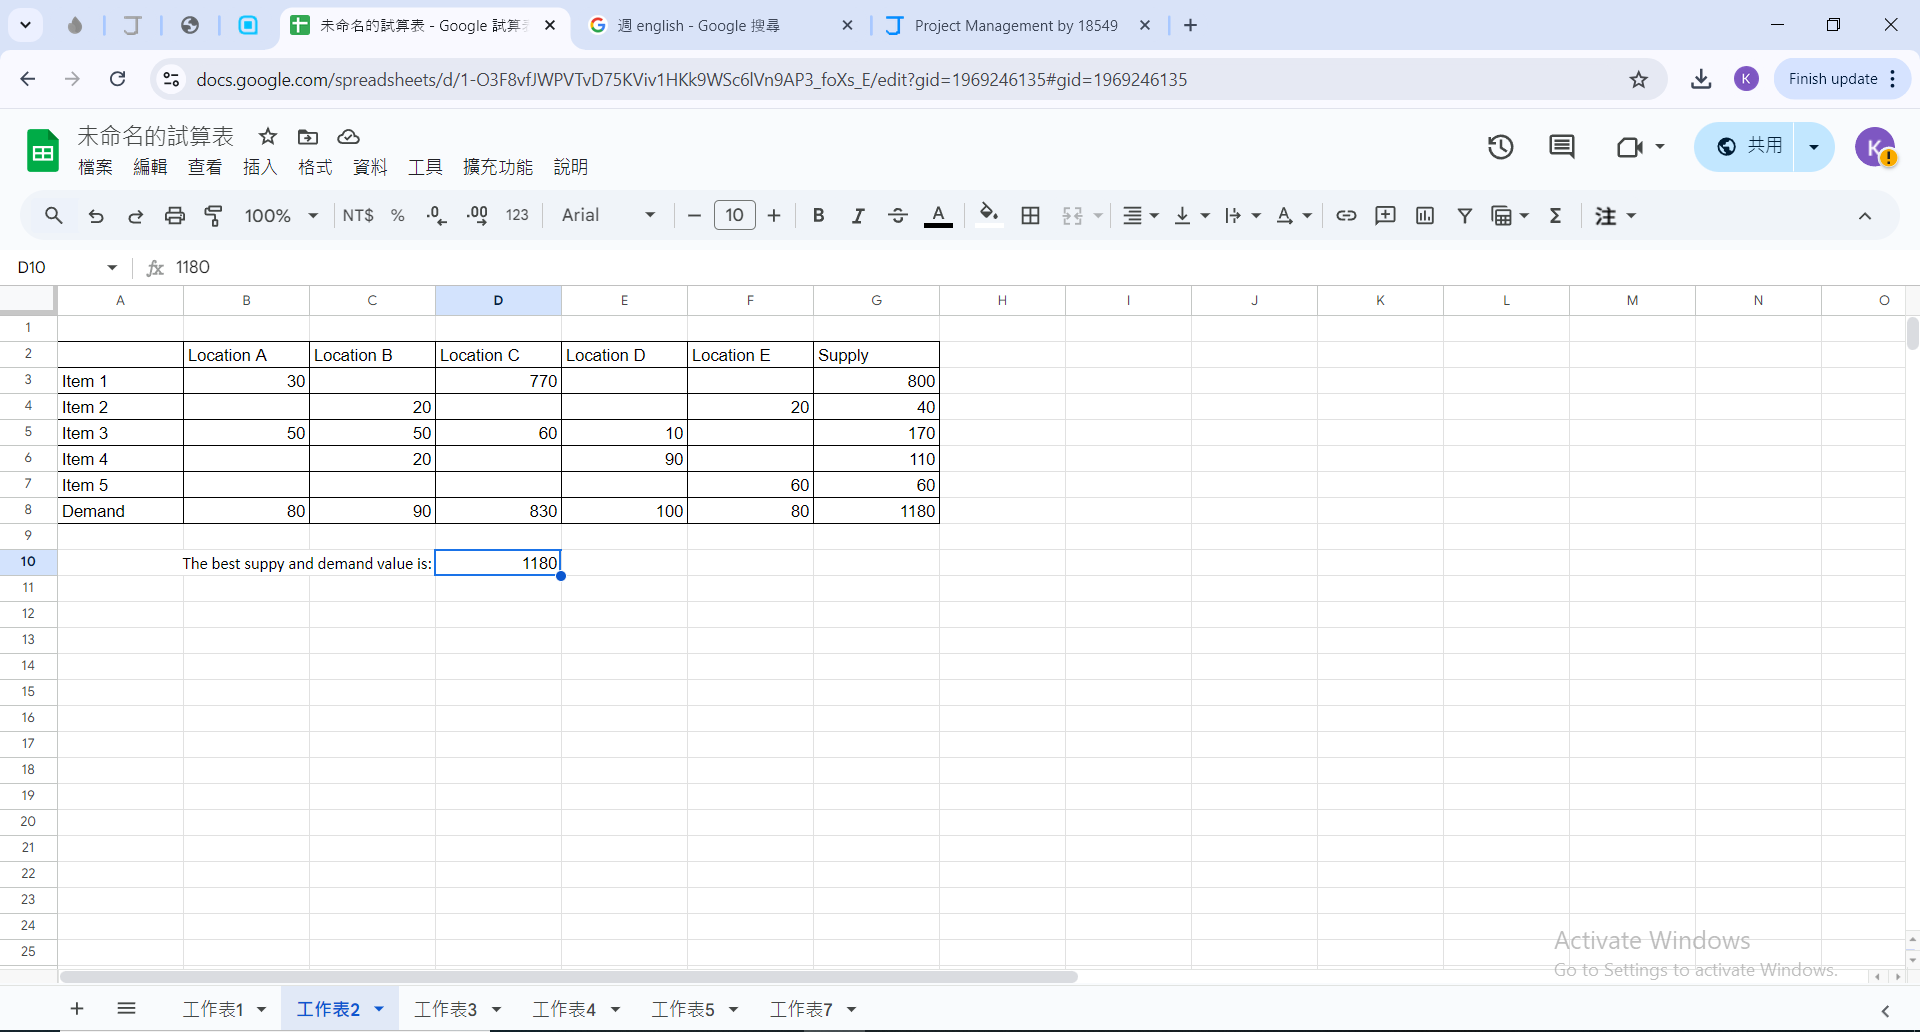 未命名的試算表 - Google 試算
週 english - Google 搜尋
Project Management by 18549
docs.google.com/spreadsheets/d/1-O3F8vfJWPVTvD75KViv1HKk9WSc6lVn9AP3_foXs_E/edit?gid=1969246135#gid=1969246135
K
Finish update
未命名的試算表
檔案 編輯 查看 插入 格式 資料 工具 擴充功能 說明
共用
K
100% NT$ % .0 .00 123 Arial 10 B I A 注
D10 fx 1180
A B C D E F G H I J K L M N O
1
2 Location A Location B Location C Location D Location E Supply
3 Item 1 30 770 800
4 Item 2 20 20 40
5 Item 3 50 50 60 10 170
6 Item 4 20 90 110
7 Item 5 60 60
8 Demand 80 90 830 100 80 1180
9
10 The best suppy and demand value is: 1180
11
12
13
14
15
16
17
18
19
20
21
22
23
24
25
Activate Windows
Go to Settings to activate Windows.
工作表1 工作表2 工作表3 工作表4 工作表5 工作表7